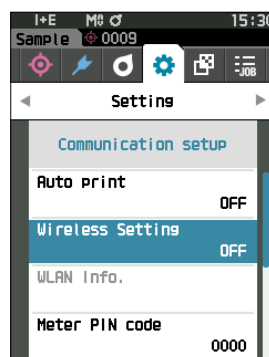 I+E M0 15:30
Sample 0009
-JOB
Setting
Communication setup
Auto print
OFF
Wireless Setting
OFF
WLAN Info.
Meter PIN code
0000